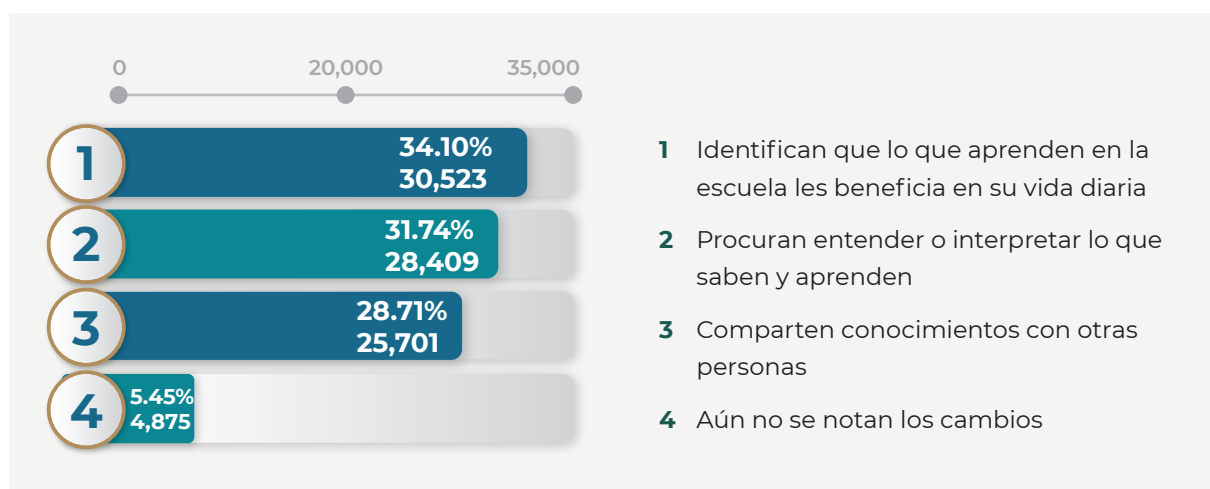 0 20,000 35,000
1 34.10%
30,523
2 31.74%
28,409
3 28.71%
25,701
4 5.45%
4,875
1 Identifican que lo que aprenden en la
escuela les beneficia en su vida diaria
2 Procuran entender o interpretar lo que
saben y aprenden
3 Comparten conocimientos con otras
personas
4 Aún no se notan los cambios